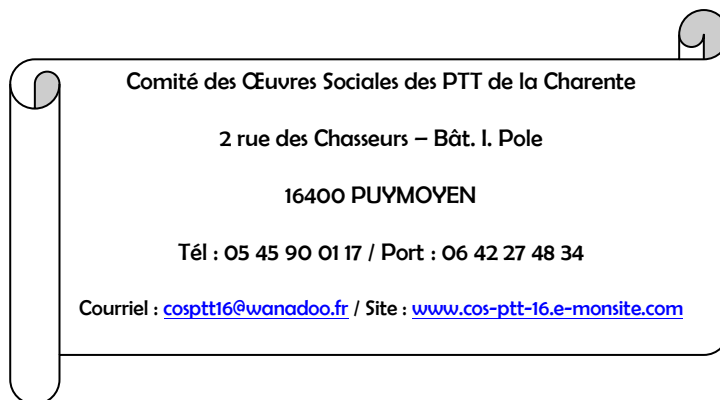 Comité des Œuvres Sociales des PTT de la Charente
2 rue des Chasseurs – Bât. I. Pole
16400 PUYMOYEN
Tél : 05 45 90 01 17 / Port : 06 42 27 48 34
Courriel : cosptt16@wanadoo.fr / Site : www.cos-ptt-16.e-monsite.com